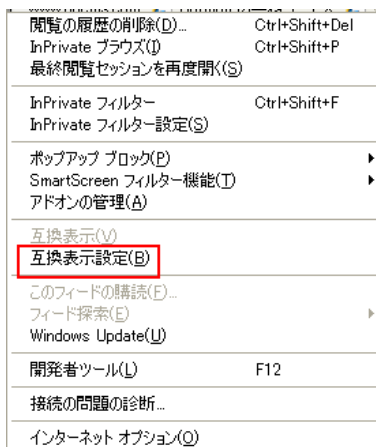 閲覧の履歴の削除(D)... Ctrl+Shift+Del
InPrivate ブラウズ(I) Ctrl+Shift+P
最終閲覧セッションを再度開く(S)
InPrivate フィルター Ctrl+Shift+F
InPrivate フィルター設定(S)
ポップアップ ブロック(P)
SmartScreen フィルター機能(T)
アドオンの管理(A)
互換表示(V)
互換表示設定(B)
このフィードの購読(F)...
フィード探索(E)
Windows Update(U)
開発者ツール(L) F12
接続の問題の診断...
インターネット オプション(O)